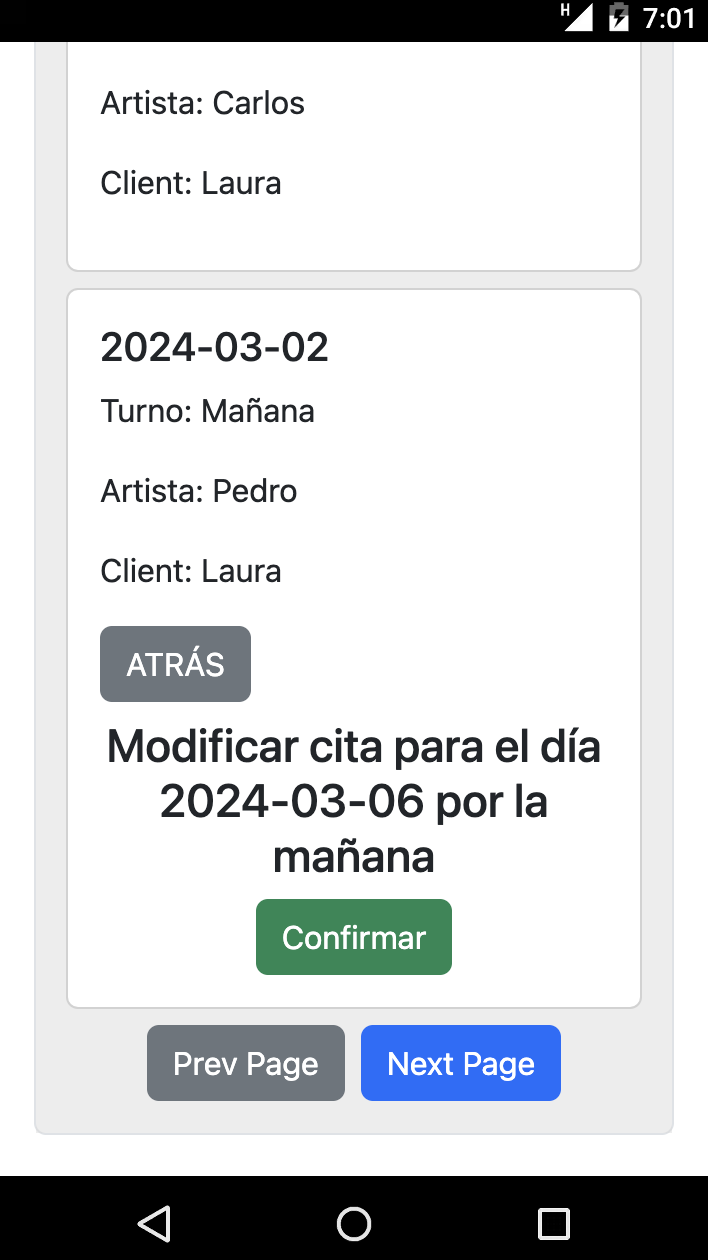 H 7:01
Artista: Carlos
Client: Laura
2024-03-02
Turno: Mañana
Artista: Pedro
Client: Laura
ATRÁS
Modificar cita para el día
2024-03-06 por la
mañana
Confirmar
Prev Page Next Page